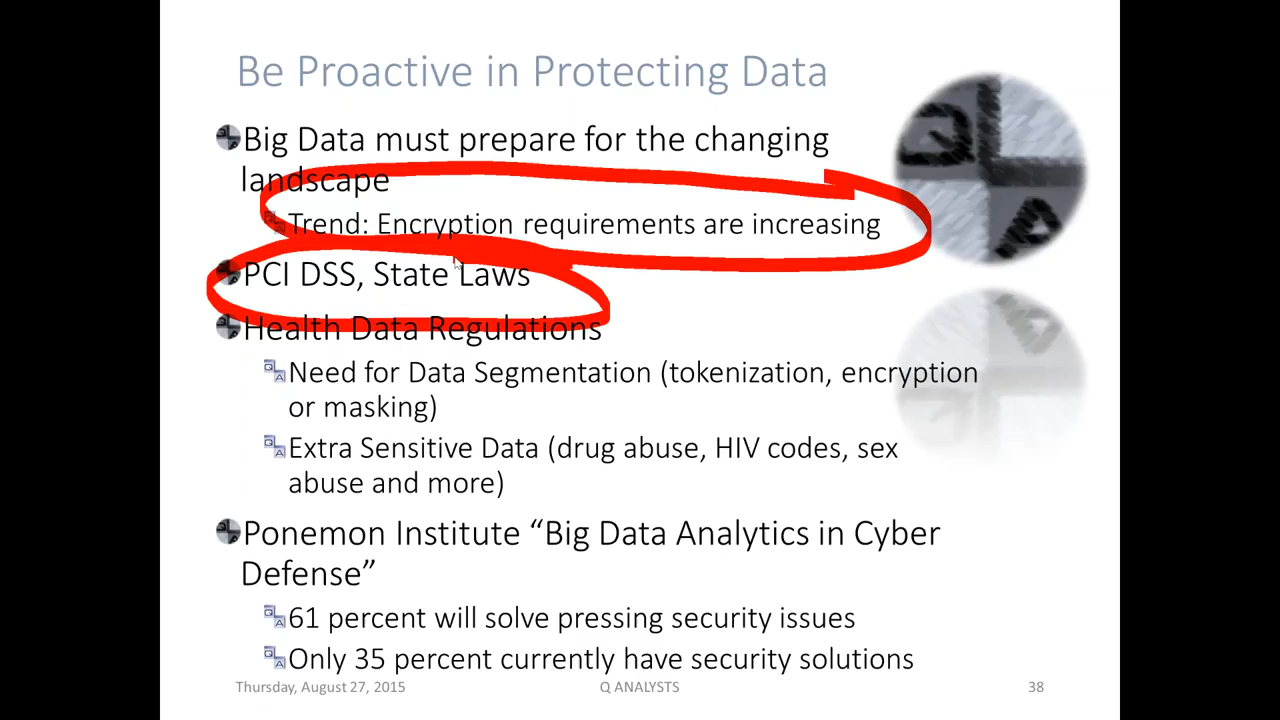 Be Proactive in Protecting Data
Big Data must prepare for the changing
landscape
Trend: Encryption requirements are increasing
PCI DSS, State Laws
Health Data Regulations
Need for Data Segmentation (tokenization, encryption
or masking)
Extra Sensitive Data (drug abuse, HIV codes, sex
abuse and more)
Ponemon Institute “Big Data Analytics in Cyber
Defense”
61 percent will solve pressing security issues
Only 35 percent currently have security solutions
Thursday, August 27, 2015 Q ANALYSTS 38
Q
A